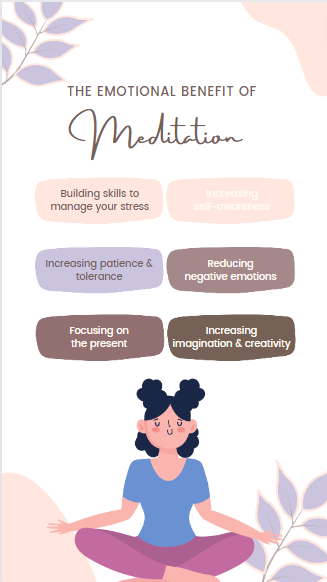 THE EMOTIONAL BENEFIT OF
Meditation
Building skills to
manage your stress
Increasing
self-awareness
Increasing patience &
tolerance
Reducing
negative emotions
Focusing on
the present
Increasing
imagination & creativity